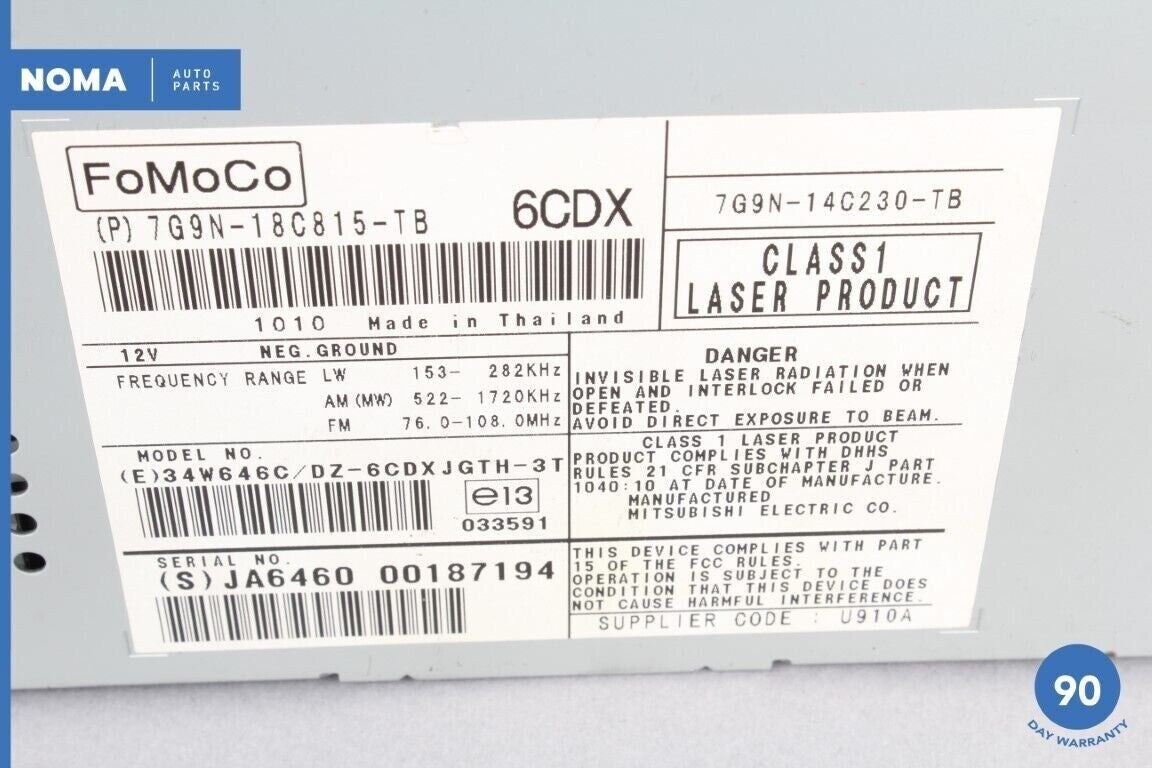 NOMA AUTO PARTS
FoMoCo
(P) 7G9N-18C815-TB 6CDX
1010 Made in Thailand
7G9N-14C230-TB
CLASS1
LASER PRODUCT
12V NEG.GROUND
FREQUENCY RANGE LW 153- 282KHz
AM(MW) 522- 1720KHz
FM 76.0-108.0MHz
MODEL NO.
(E)34W646C/DZ-6CDXJGTH-3T
e13
033591
SERIAL NO.
(S)JA6460 00187194
DANGER
INVISIBLE LASER RADIATION WHEN
OPEN AND INTERLOCK FAILED OR
DEFEATED.
AVOID DIRECT EXPOSURE TO BEAM.
CLASS 1 LASER PRODUCT
PRODUCT COMPLIES WITH DHHS
RULES 21 CFR SUBCHAPTER J PART
1040:10 AT DATE OF MANUFACTURE.
MANUFACTURED
MITSUBISHI ELECTRIC CO.
THIS DEVICE COMPLIES WITH PART
15 OF THE FCC RULES.
OPERATION IS SUBJECT TO THE
CONDITION THAT THIS DEVICE DOES
NOT CAUSE HARMFUL INTERFERENCE.
SUPPLIER CODE : U910A
90
DAY WARRANTY